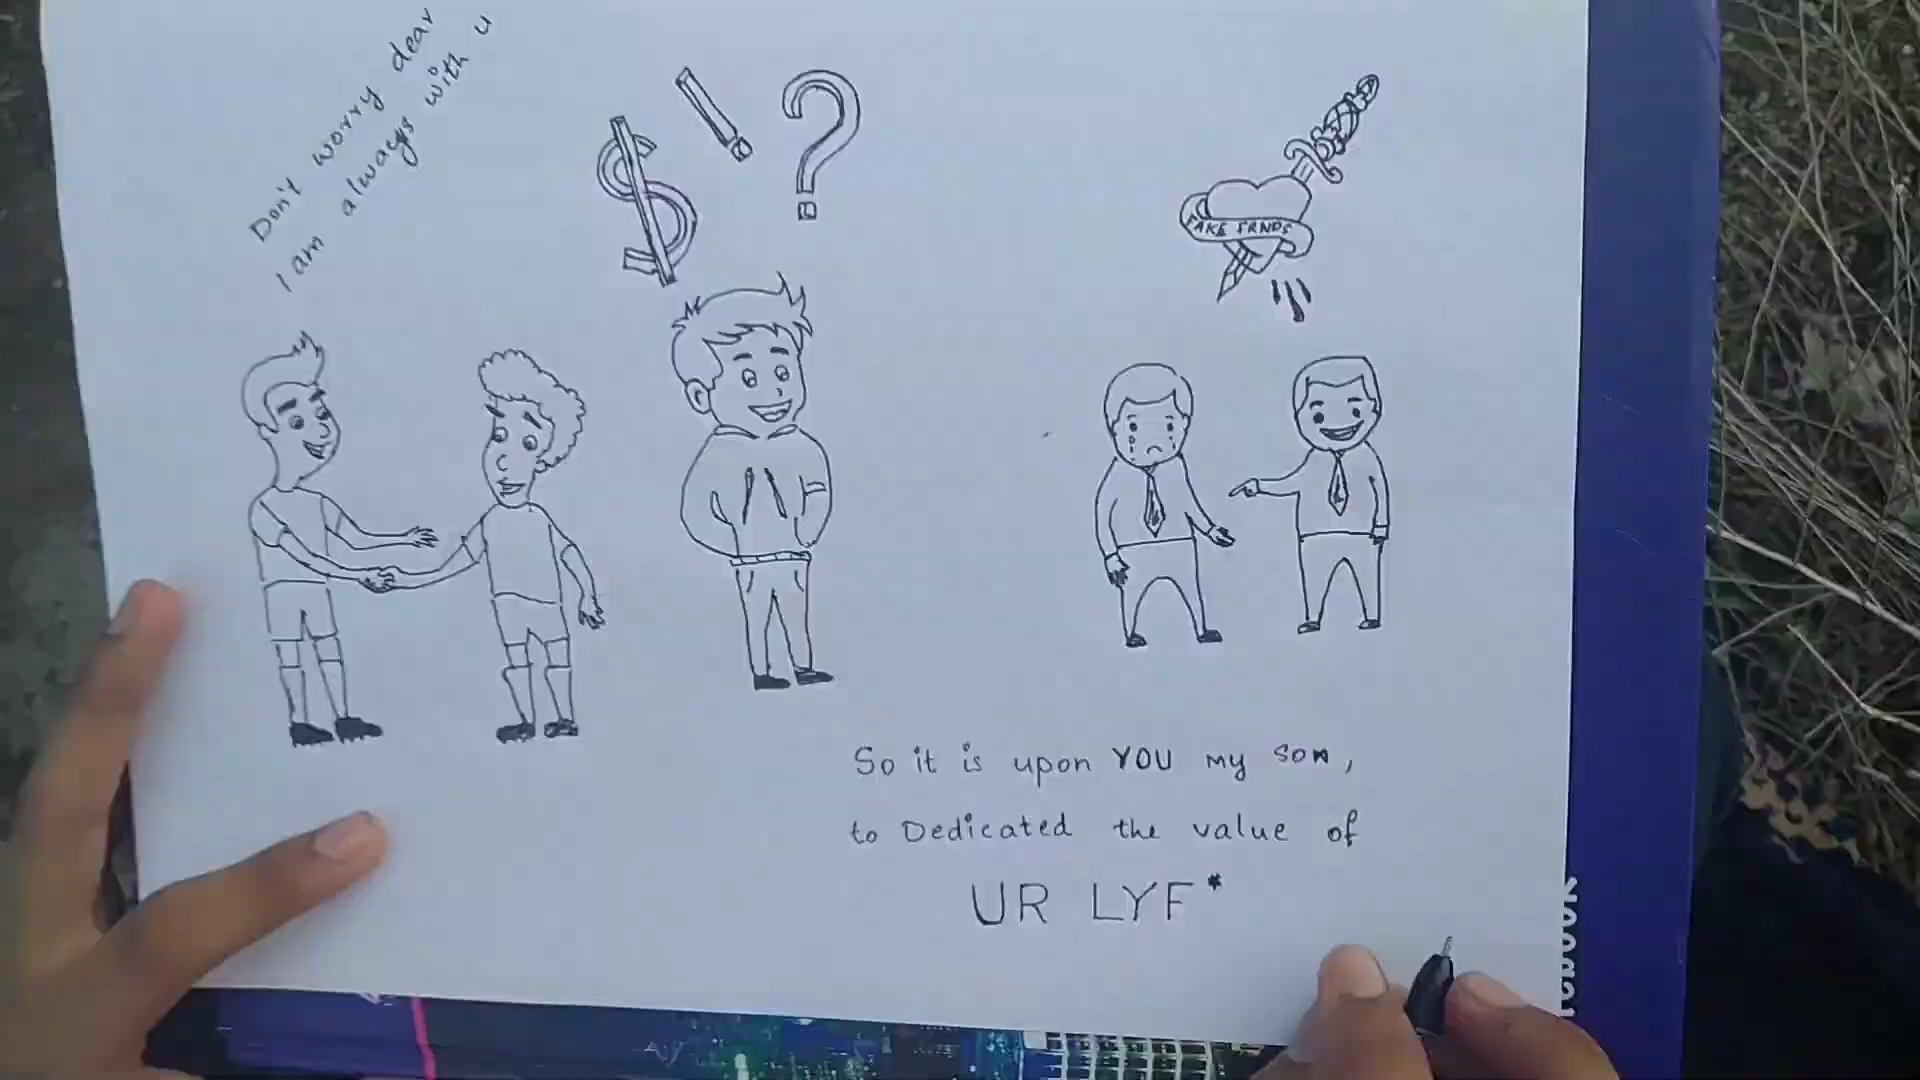 Don't worry dear
I am always with u
$ ! ?
FAKE FRNDS
So it is upon YOU my son,
to Dedicated the value of
UR LYF*